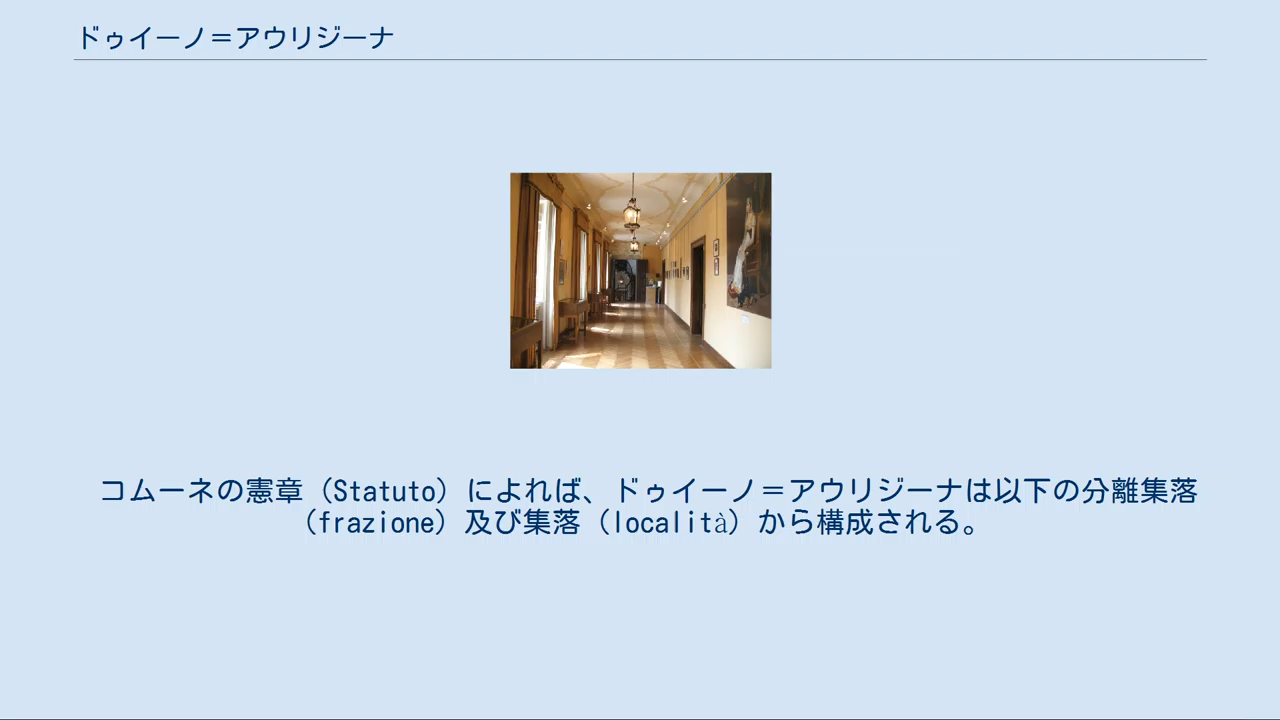 ドゥイーノ＝アウリジーナ
コムーネの憲章（Statuto）によれば、ドゥイーノ＝アウリジーナは以下の分離集落
（frazione）及び集落（località）から構成される。